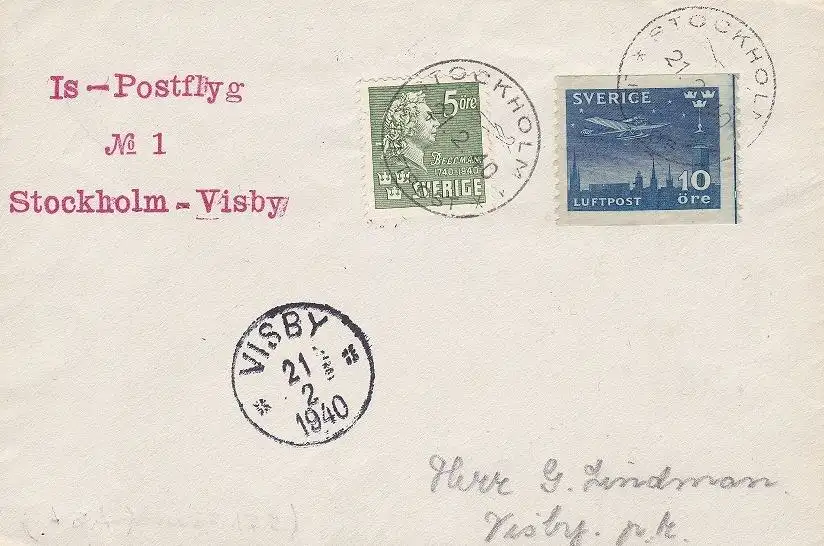 Is-Postflyg
№ 1
Stockholm-Visby
5 öre
BELLMAN
1740-1940
SVERIGE
STOCKHOLM
SVERIGE
10
LUFTPOST öre
STOCKHOLM
21
VISBY
21
2
1940
Herr G. Lindman.
Visby. p.r.